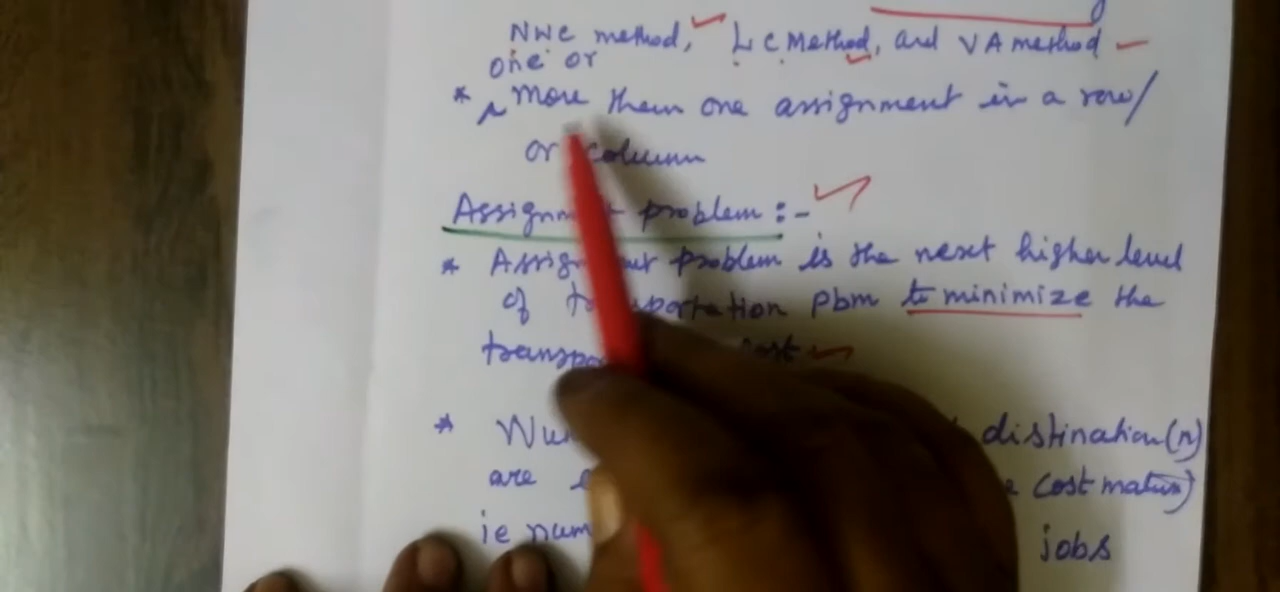 NWC method, LC Method, and VA method
one or
* more them one assignment in a row/
or column
Assignment problem :-
* Assignment problem is the next higher level
of transportation pbm to minimize the
cost
* distination (n)
are cost matrix)
ie num jobs